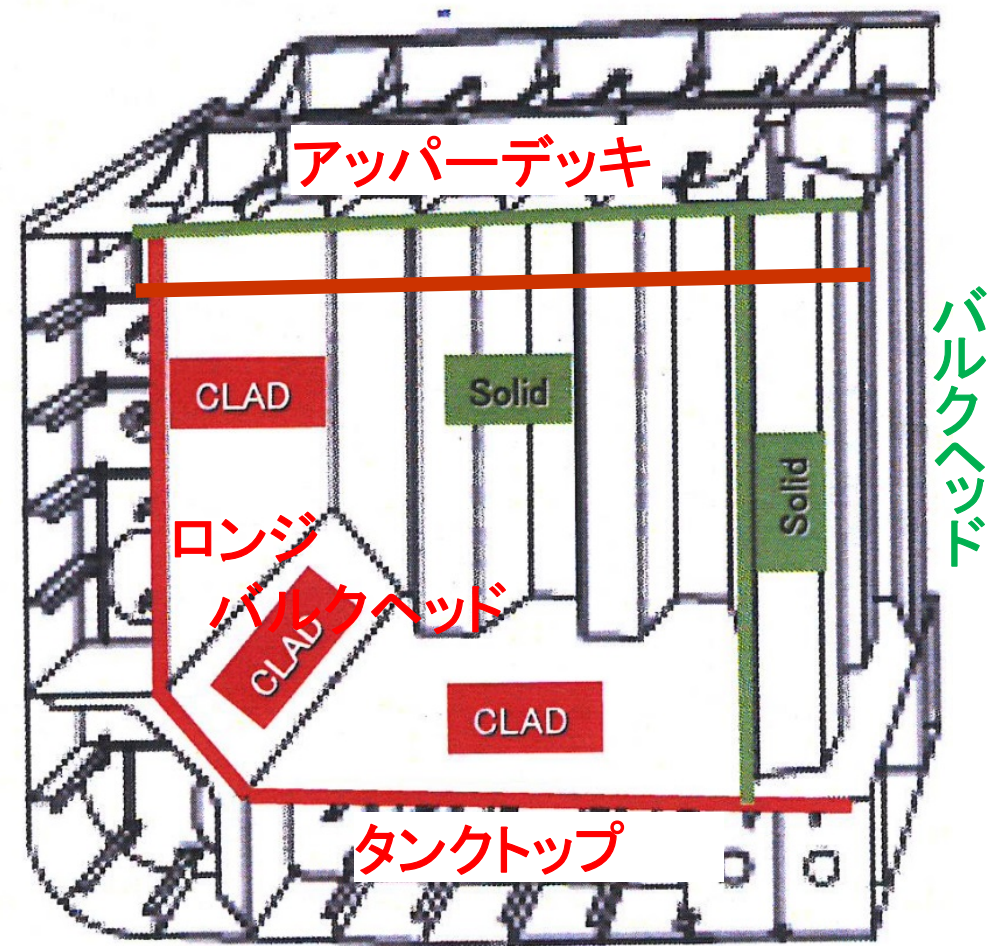 アッパーデッキ
CLAD
Solid
バルクヘッド
Solid
ロンジ
バルクヘッド
CLAD
CLAD
タンクトップ